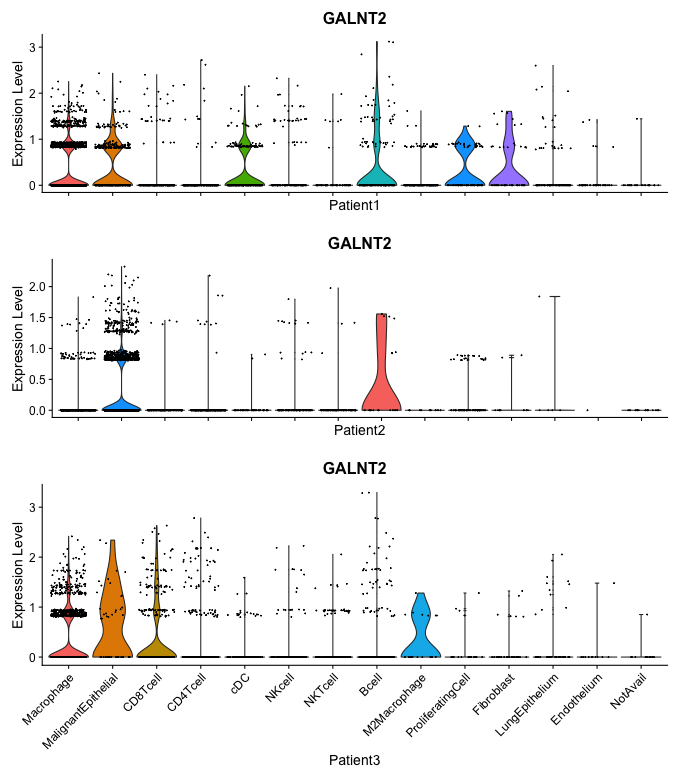 GALNT2
Expression Level
3
2
1
0
Patient1
GALNT2
Expression Level
2.0
1.5
1.0
0.5
0.0
Patient2
GALNT2
Expression Level
3
2
1
0
Macrophage
MalignantEpithelial
CD8Tcell
CD4Tcell
cDC
NKcell
NKTcell
Bcell
M2Macrophage
ProliferatingCell
Fibroblast
LungEpithelium
Endothelium
NotAvail
Patient3